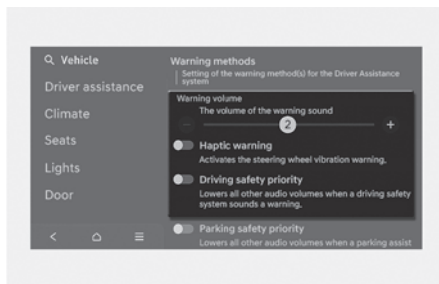 Vehicle
Driver assistance
Climate
Seats
Lights
Door
Warning methods
Setting of the warning method(s) for the Driver Assistance
system
Warning volume
The volume of the warning sound
2
Haptic warning
Activates the steering wheel vibration warning.
Driving safety priority
Lowers all other audio volumes when a driving safety
system sounds a warning.
Parking safety priority
Lowers all other audio volumes when a parking assist